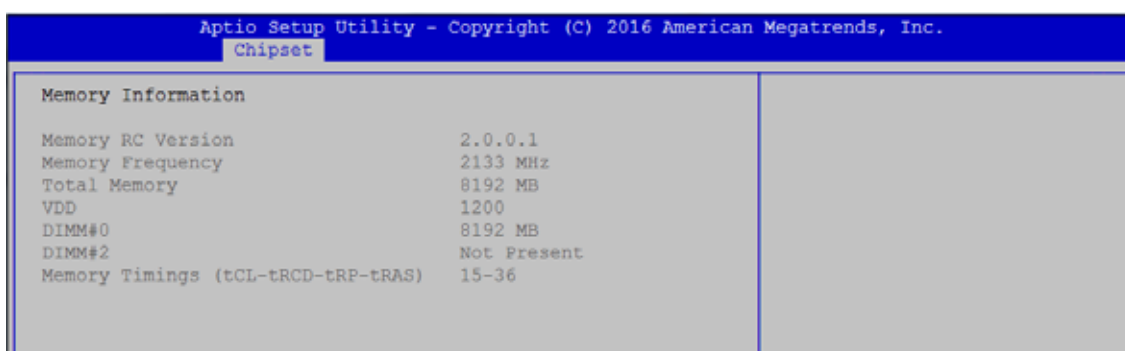 Aptio Setup Utility - Copyright (C) 2016 American Megatrends, Inc.
Chipset
Memory Information
Memory RC Version 2.0.0.1
Memory Frequency 2133 MHz
Total Memory 8192 MB
VDD 1200
DIMM#0 8192 MB
DIMM#2 Not Present
Memory Timings (tCL-tRCD-tRP-tRAS) 15-36